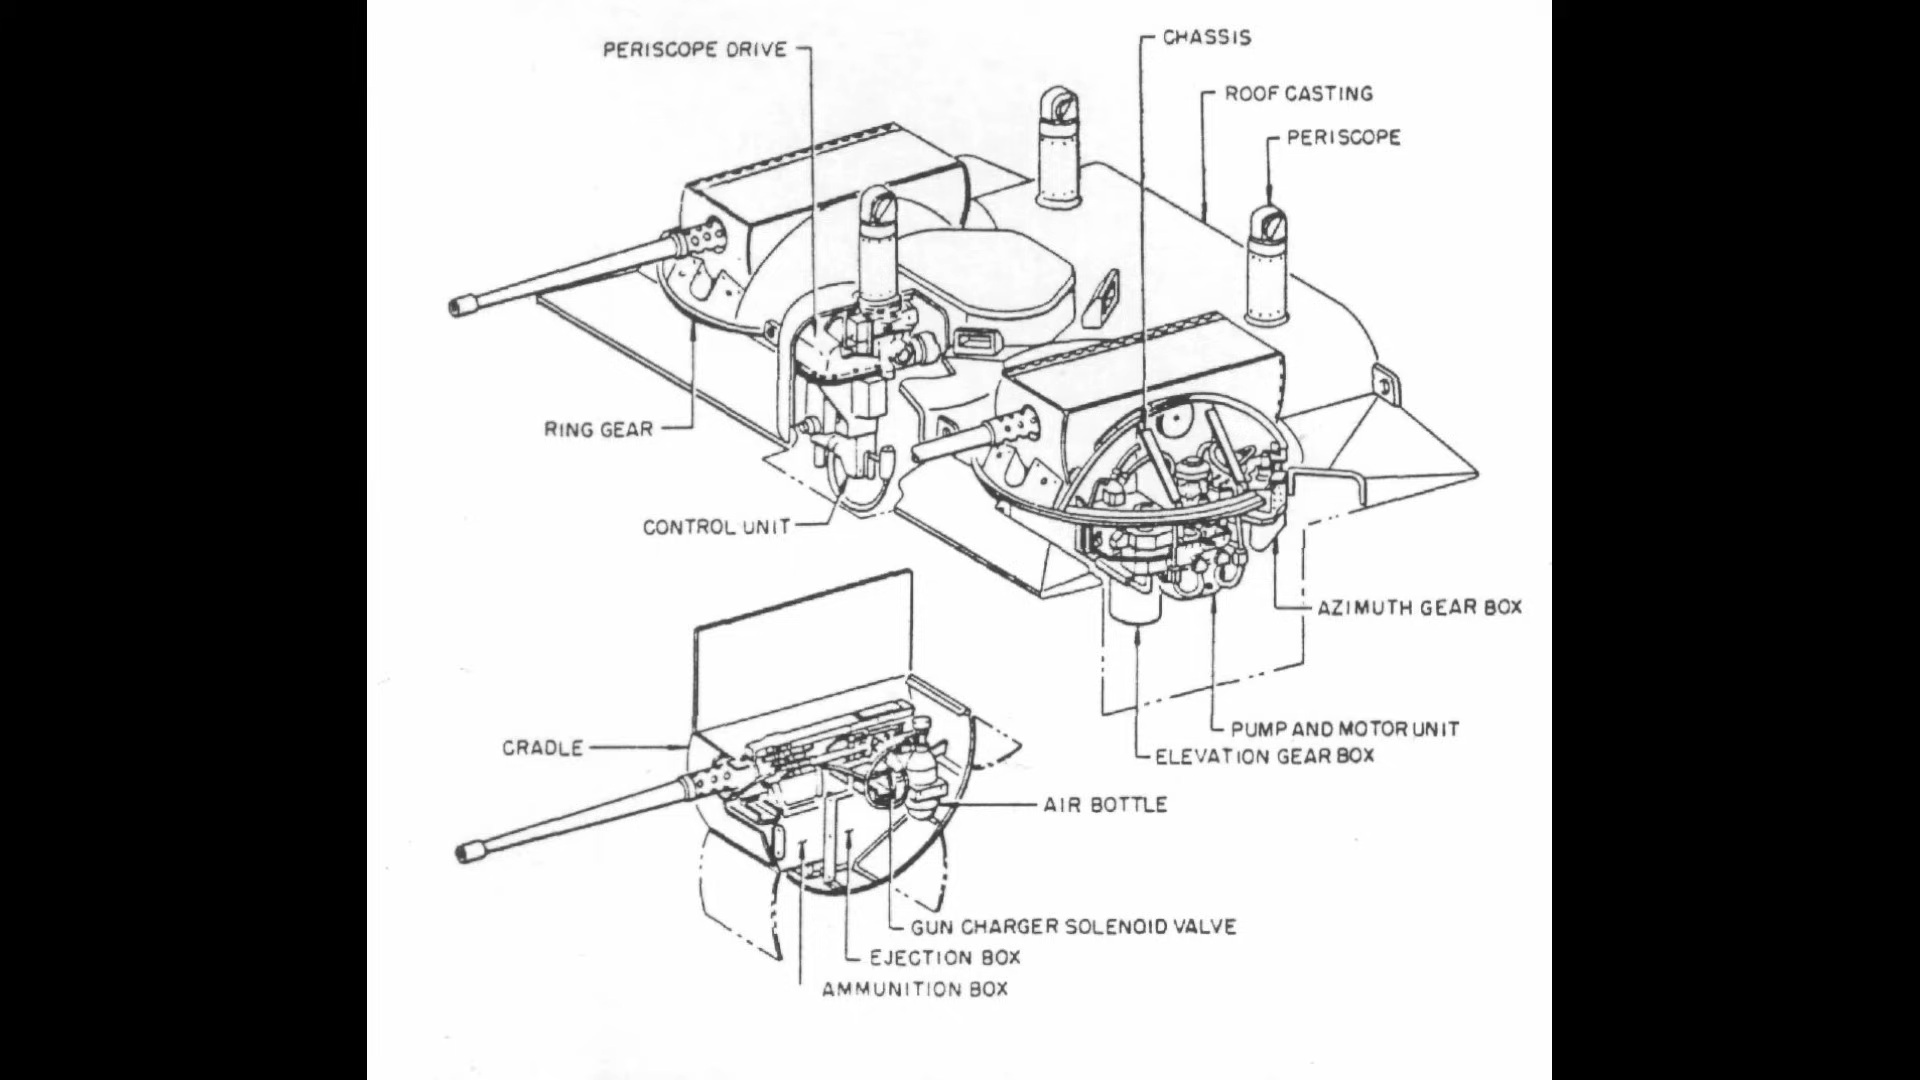 PERISCOPE DRIVE
CHASSIS
ROOF CASTING
PERISCOPE
RING GEAR
CONTROL UNIT
AZIMUTH GEAR BOX
PUMP AND MOTOR UNIT
ELEVATION GEAR BOX
CRADLE
AIR BOTTLE
GUN CHARGER SOLENOID VALVE
EJECTION BOX
AMMUNITION BOX